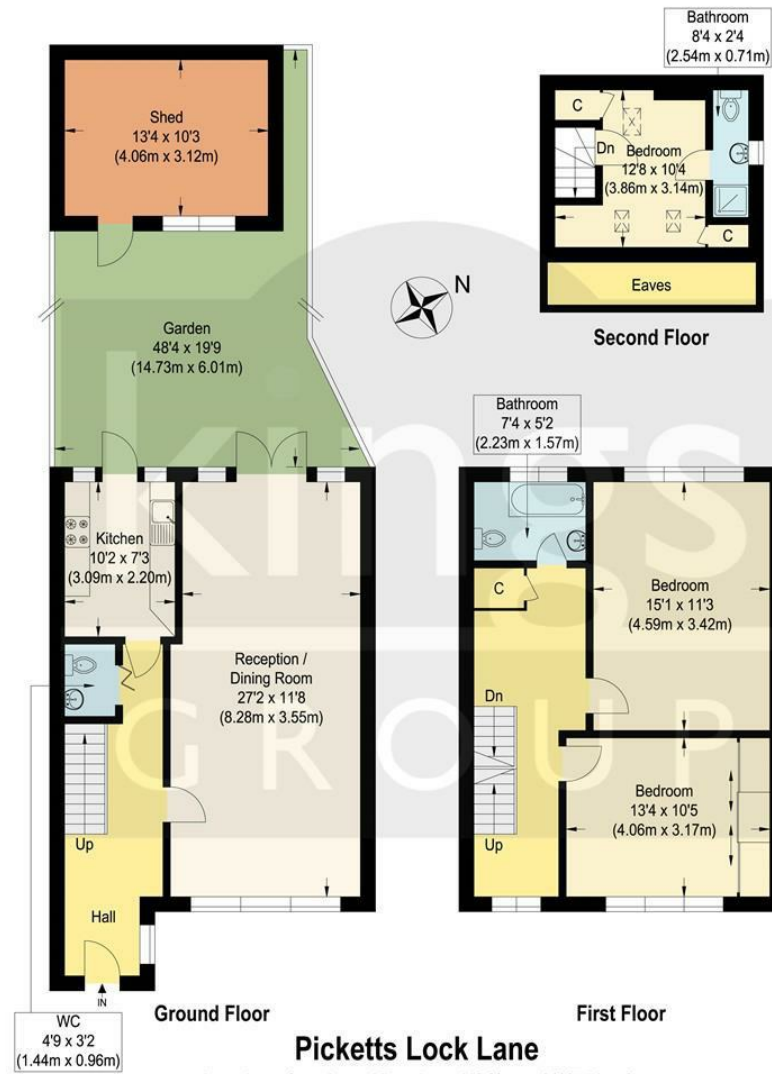 Bathroom
8'4 x 2'4
(2.54m x 0.71m)
Shed
13'4 x 10'3
(4.06m x 3.12m)
C
Dn
Bedroom
12'8 x 10'4
(3.86m x 3.14m)
C
Eaves
Second Floor
N
Garden
48'4 x 19'9
(14.73m x 6.01m)
Bathroom
7'4 x 5'2
(2.23m x 1.57m)
kings
GROUP
Kitchen
10'2 x 7'3
(3.09m x 2.20m)
Reception /
Dining Room
27'2 x 11'8
(8.28m x 3.55m)
Up
Hall
IN
WC
4'9 x 3'2
(1.44m x 0.96m)
Ground Floor
C
Bedroom
15'1 x 11'3
(4.59m x 3.42m)
Dn
Up
Bedroom
13'4 x 10'5
(4.06m x 3.17m)
First Floor
Picketts Lock Lane